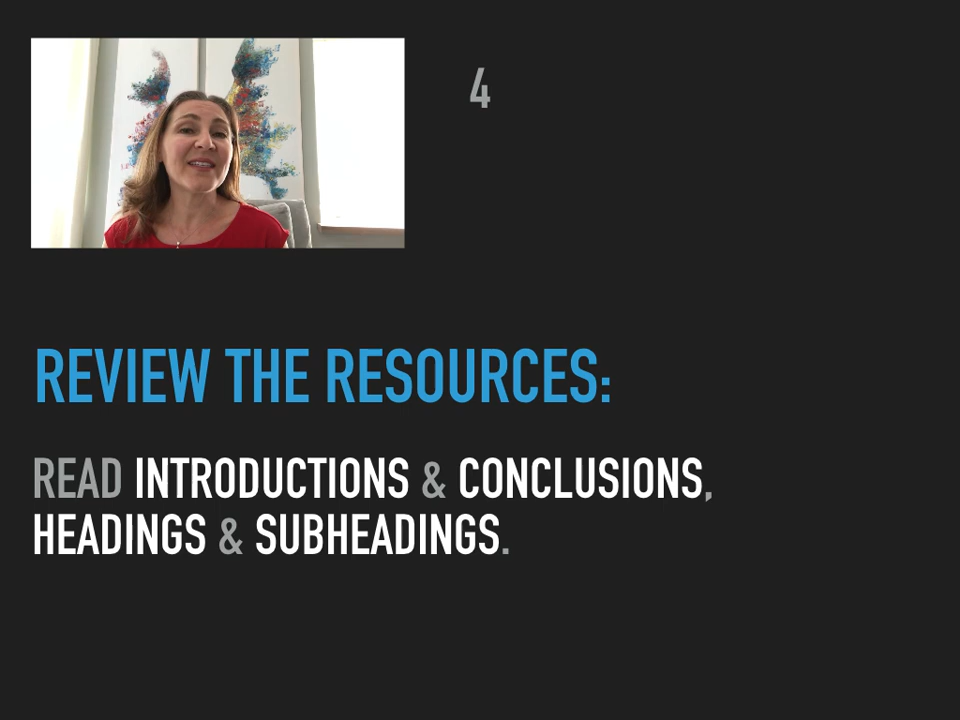 4
REVIEW THE RESOURCES:
READ INTRODUCTIONS & CONCLUSIONS,
HEADINGS & SUBHEADINGS.